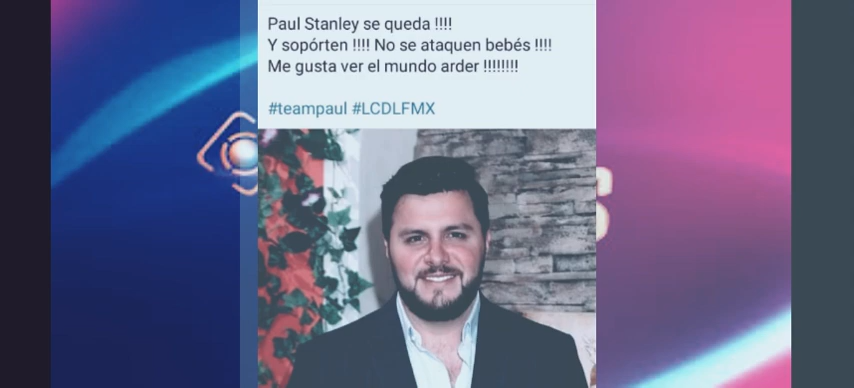 Paul Stanley se queda !!!!
Y sopórten !!!! No se ataquen bebés !!!!
Me gusta ver el mundo arder !!!!!!!!
#teampaul #LCDLFMX